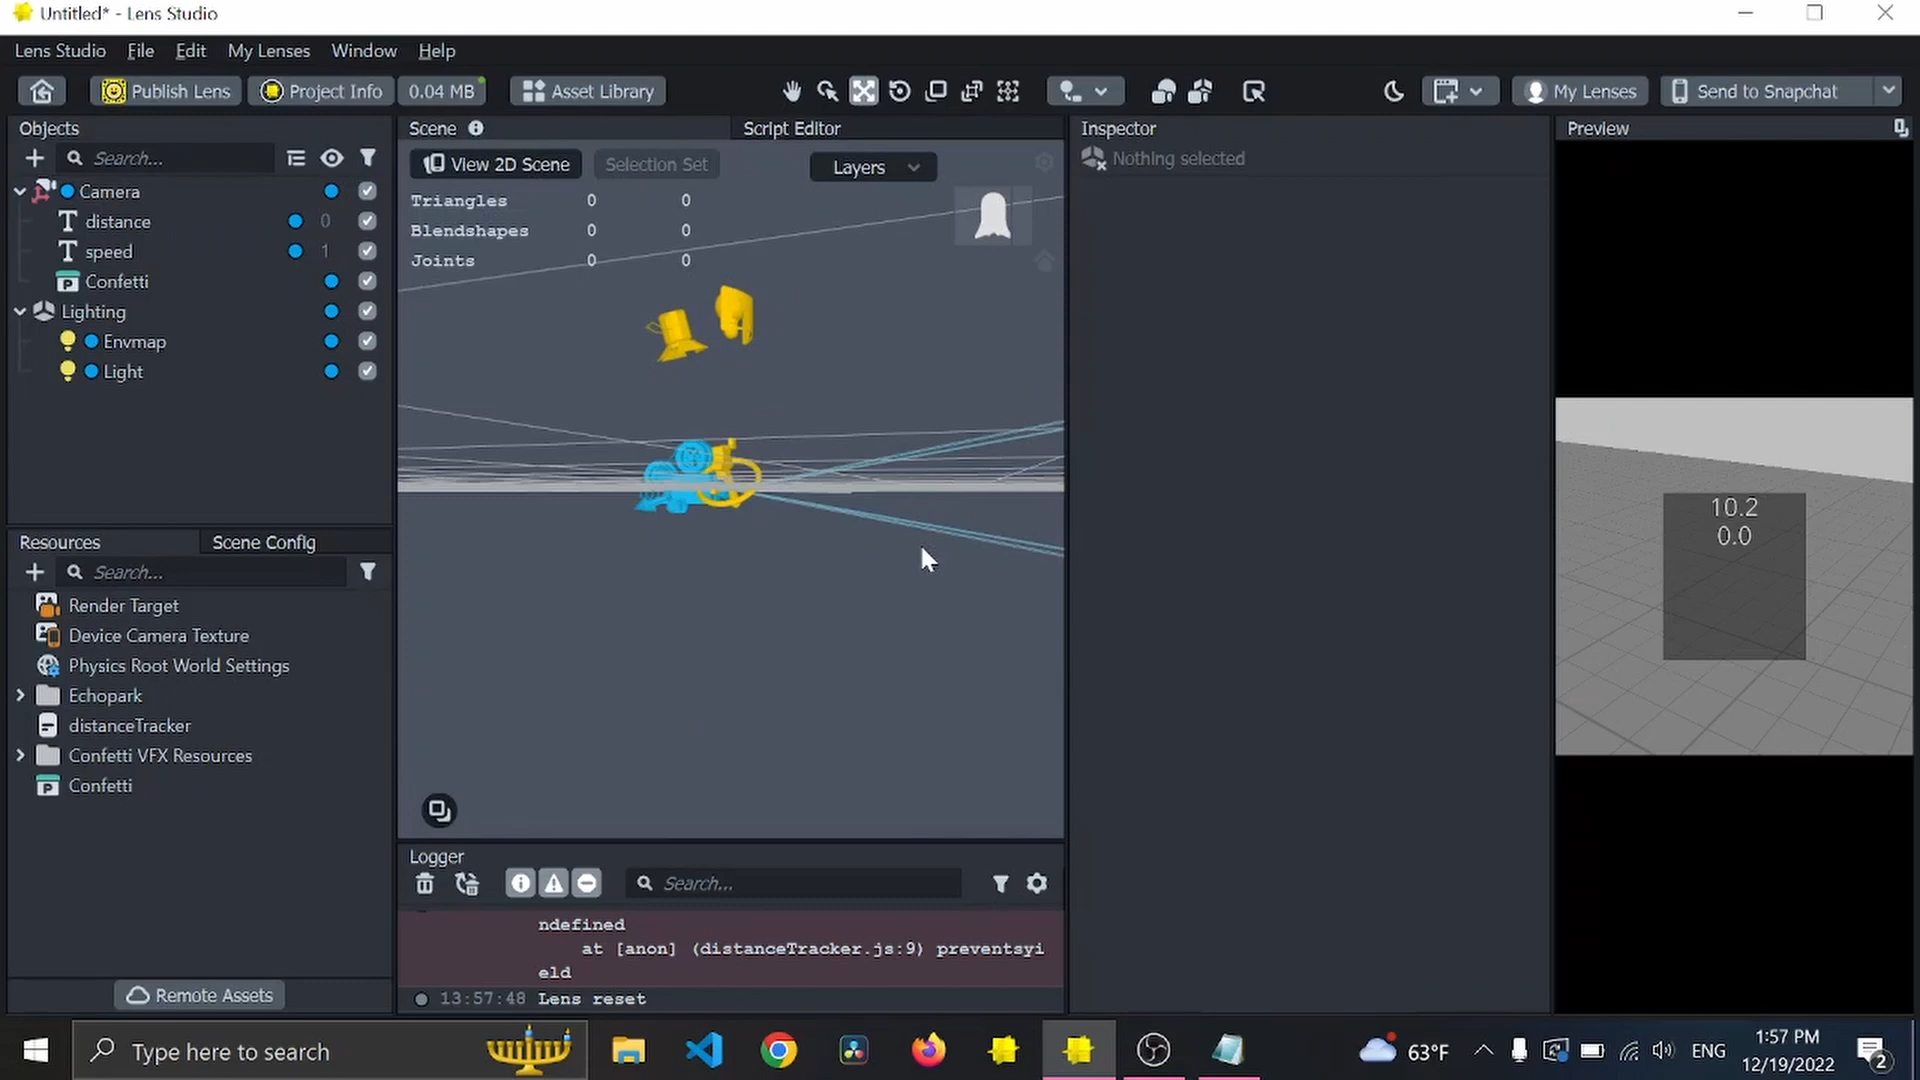 Untitled* - Lens Studio
Lens Studio File Edit My Lenses Window Help
Publish Lens Project Info 0.04 MB Asset Library My Lenses Send to Snapchat
Objects
Search...
Camera
distance 0
speed 1
Confetti
Lighting
Envmap
Light
Resources Scene Config
Search...
Render Target
Device Camera Texture
Physics Root World Settings
Echopark
distanceTracker
Confetti VFX Resources
Confetti
Remote Assets
Scene Script Editor
View 2D Scene Selection Set Layers
Triangles 0 0
Blendshapes 0 0
Joints 0 0
Logger
Search...
ndefined
at [anon] (distanceTracker.js:9) preventsyi
eld
13:57:48 Lens reset
Inspector
Nothing selected
Preview
10.2
0.0
Type here to search
63°F
ENG
1:57 PM
12/19/2022
2